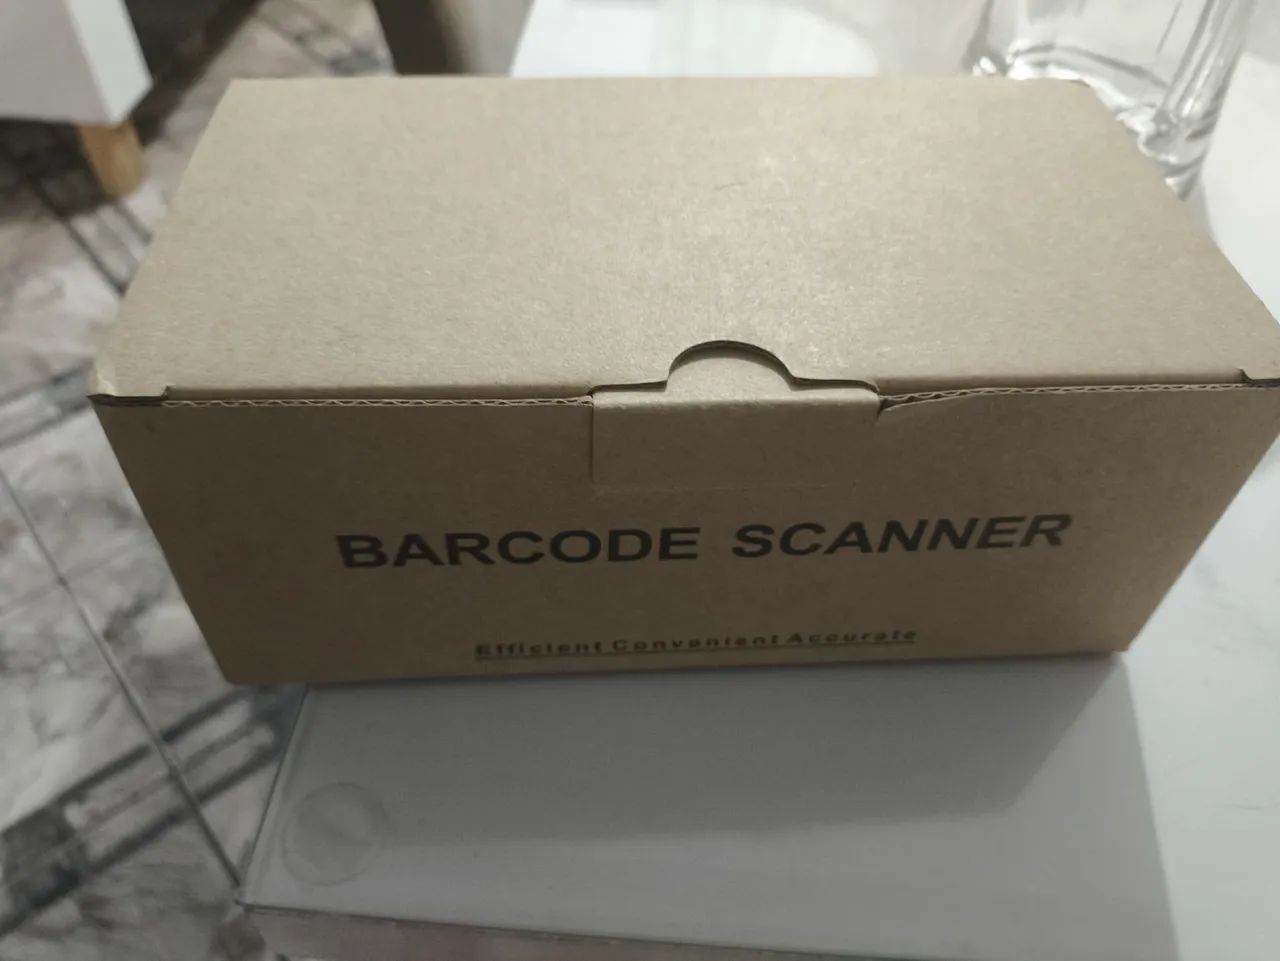 BARCODE SCANNER
Efficient Convenient Accurate